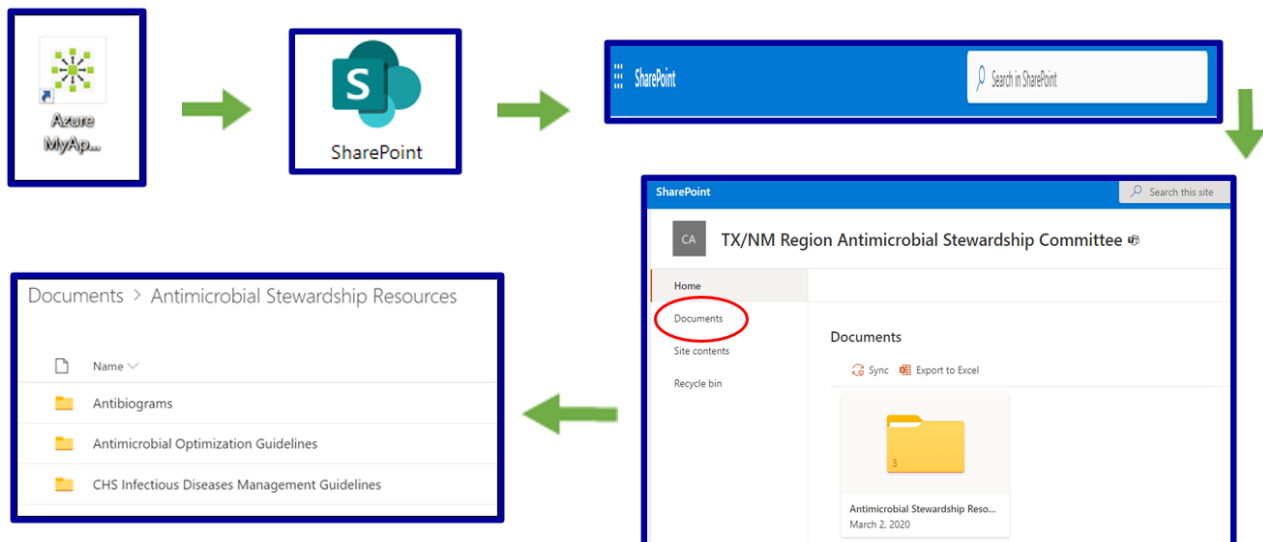 Azure
MyAp...
S
SharePoint
SharePoint
Search in SharePoint
SharePoint
Search this site
CA
TX/NM Region Antimicrobial Stewardship Committee
Home
Documents
Site contents
Recycle bin
Documents
Sync
Export to Excel
3
Antimicrobial Stewardship Reso...
March 2, 2020
Documents > Antimicrobial Stewardship Resources
Name
Antibiograms
Antimicrobial Optimization Guidelines
CHS Infectious Diseases Management Guidelines